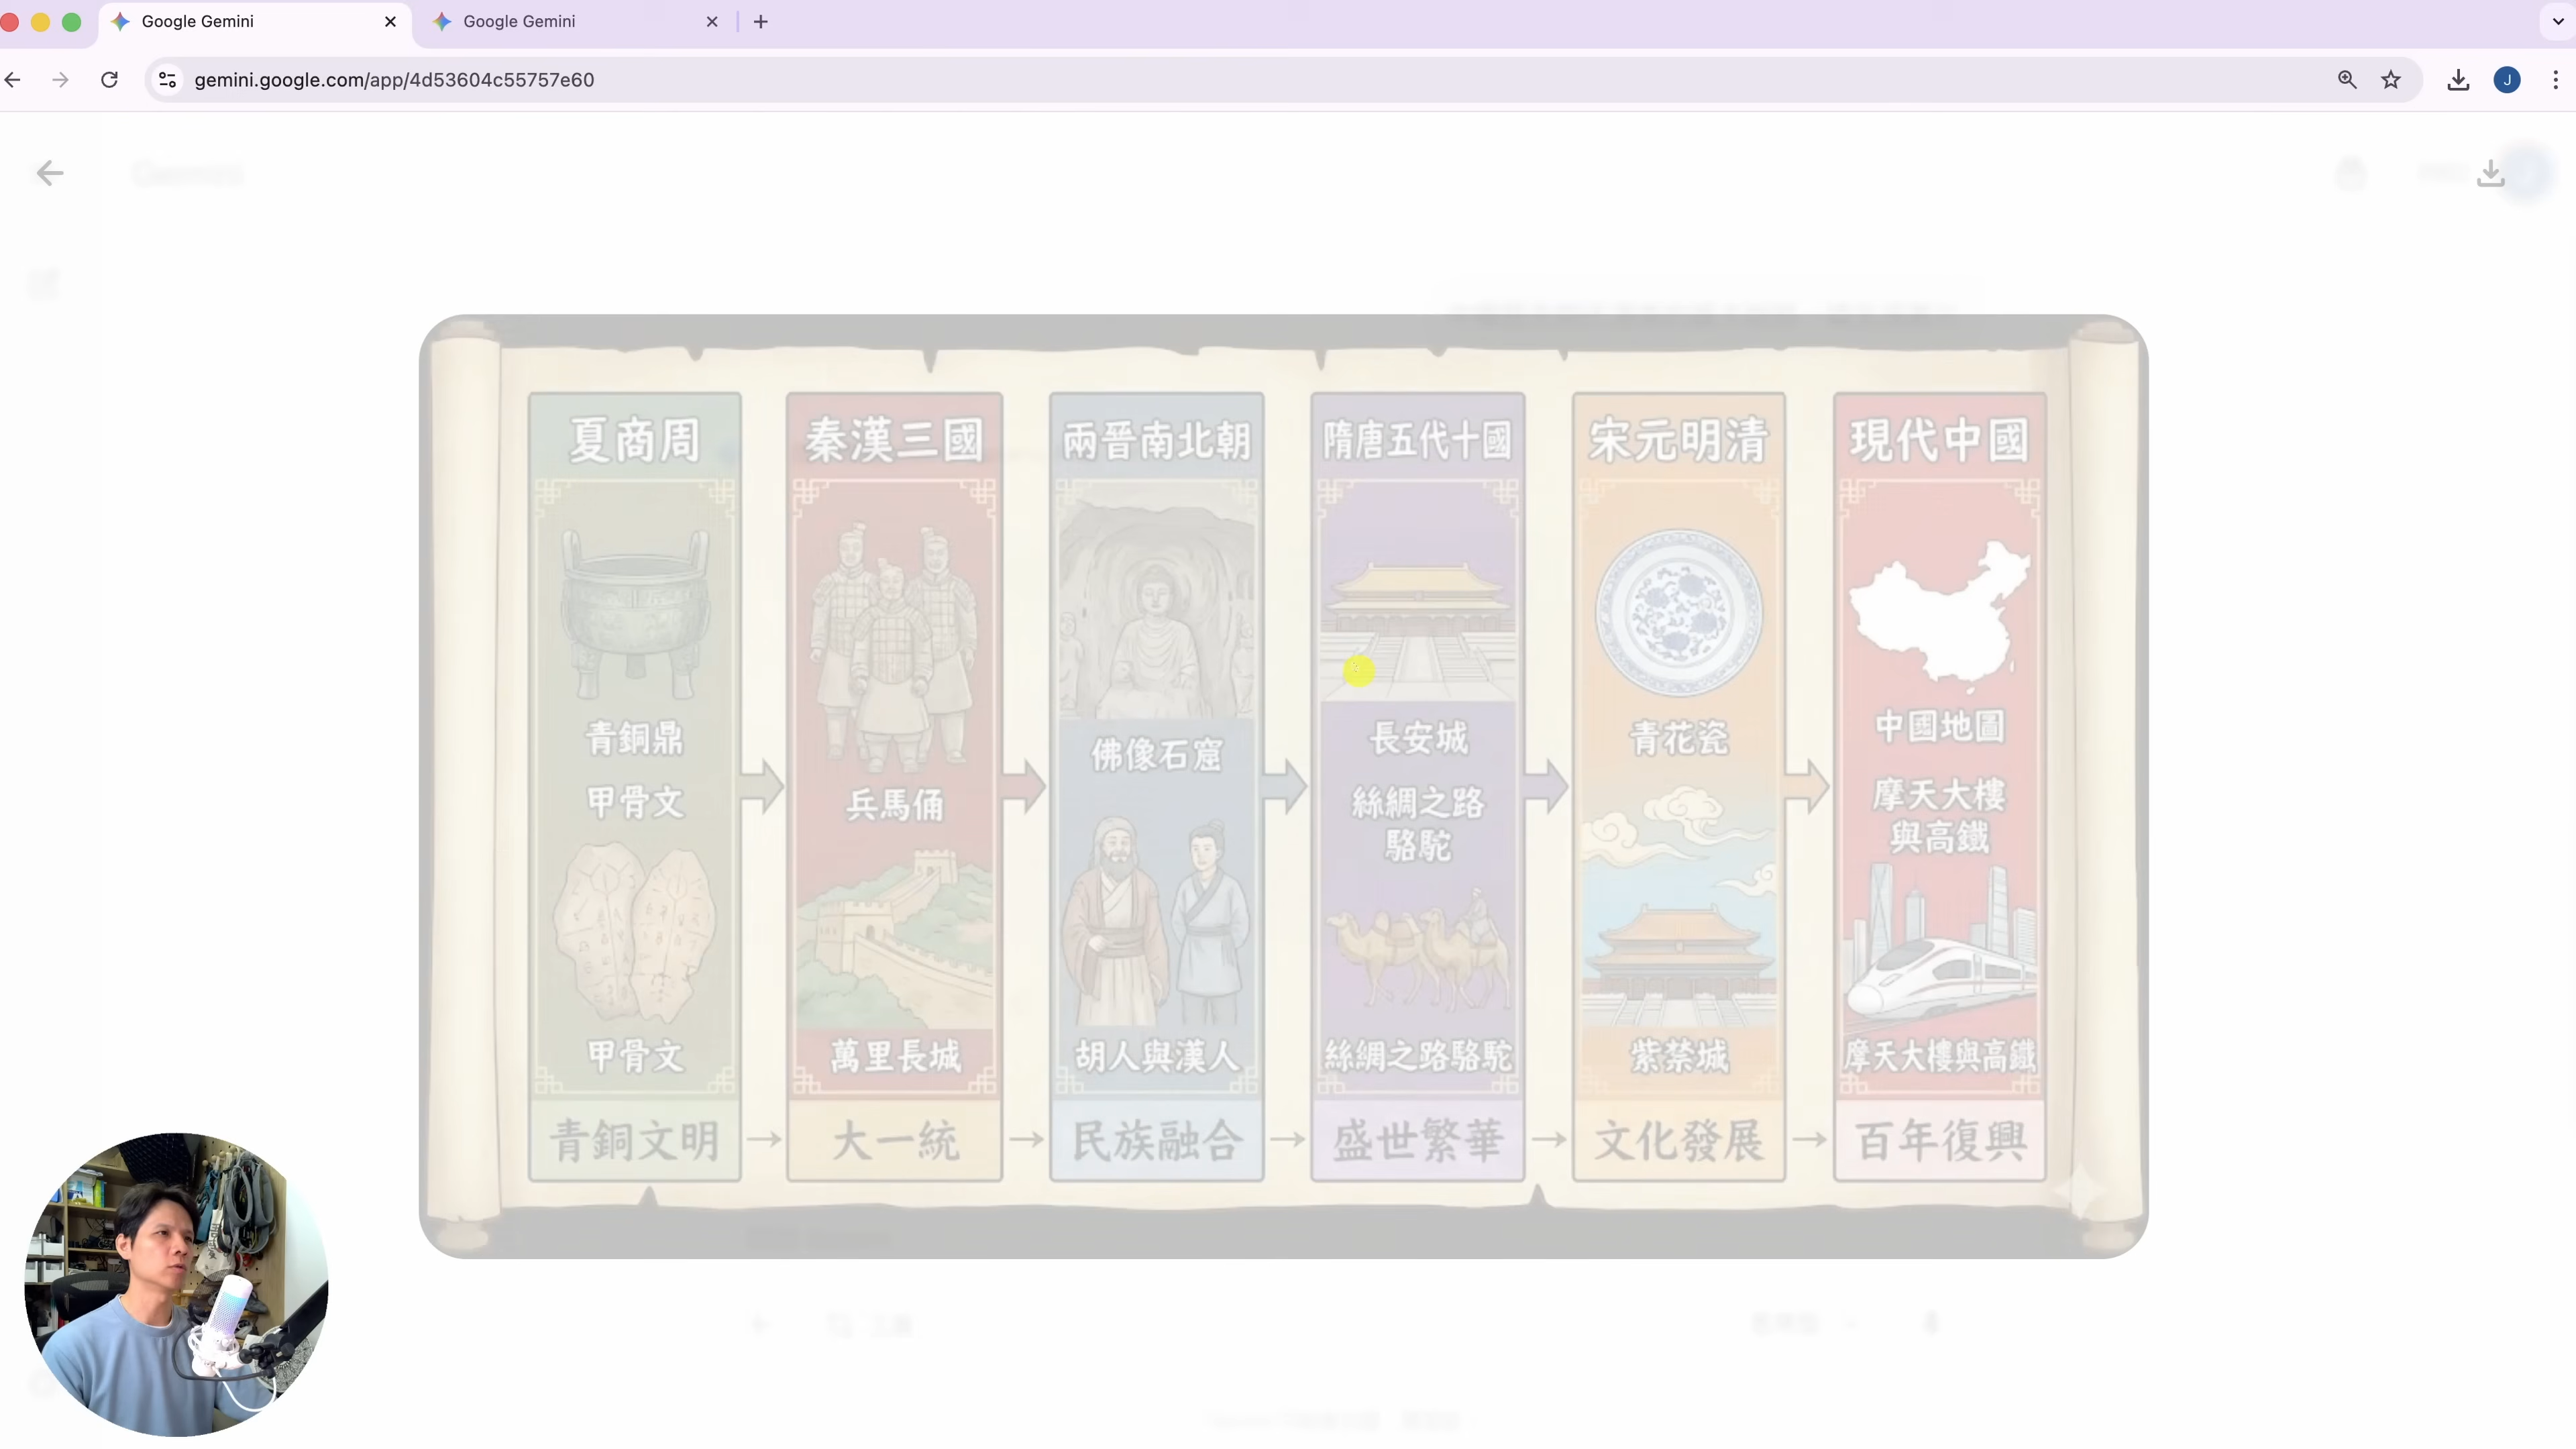 Google Gemini
Google Gemini
gemini.google.com/app/4d53604c55757e60
J
Gemini
夏商周
青銅鼎
甲骨文
甲骨文
青銅文明
秦漢三國
兵馬俑
萬里長城
大一統
兩晉南北朝
佛像石窟
胡人與漢人
民族融合
隋唐五代十國
長安城
絲綢之路
駱駝
絲綢之路駱駝
盛世繁華
宋元明清
青花瓷
紫禁城
文化發展
現代中國
中國地圖
摩天大樓
與高鐵
摩天大樓與高鐵
百年復興